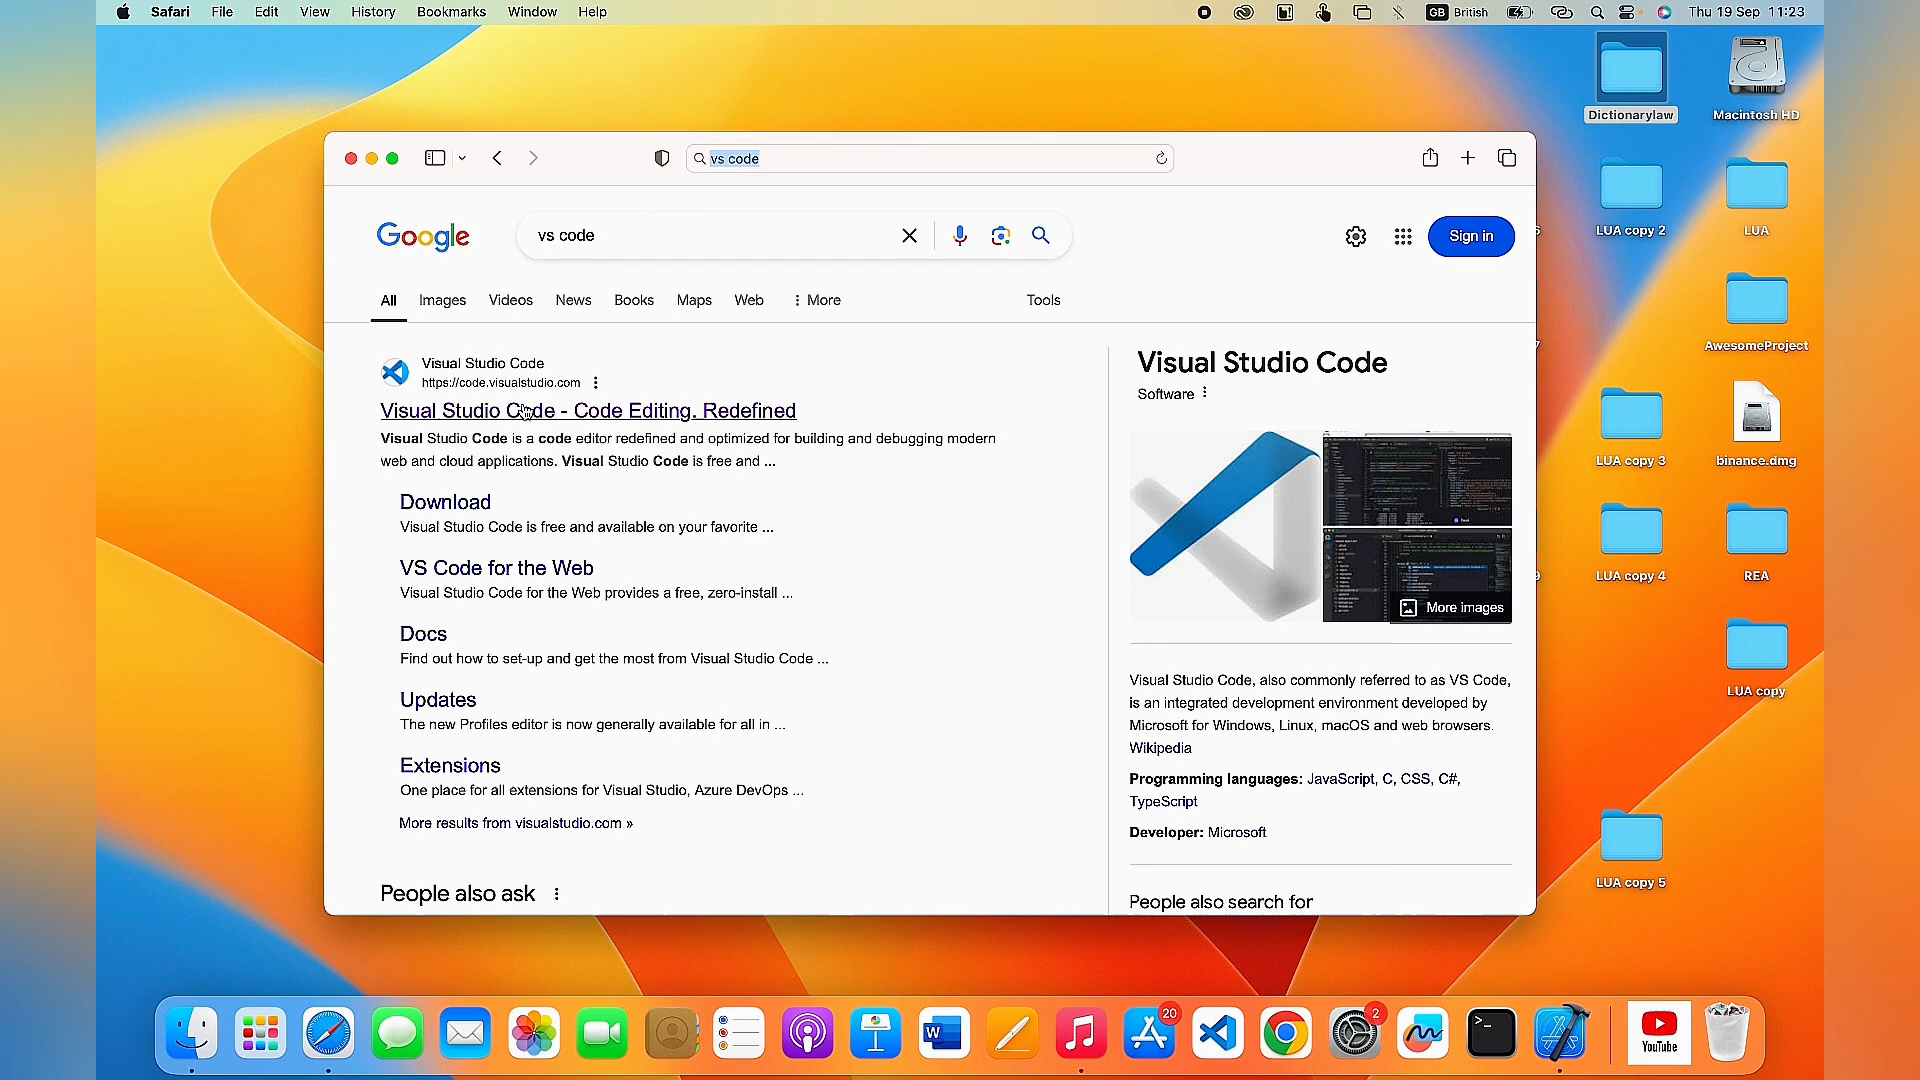 Safari File Edit View History Bookmarks Window Help
GB British Thu 19 Sep 11:23
vs code
Google vs code Sign in
All Images Videos News Books Maps Web More Tools
Visual Studio Code
https://code.visualstudio.com
Visual Studio Code - Code Editing. Redefined
Visual Studio Code is a code editor redefined and optimized for building and debugging modern
web and cloud applications. Visual Studio Code is free and ...
Download
Visual Studio Code is free and available on your favorite ...
VS Code for the Web
Visual Studio Code for the Web provides a free, zero-install ...
Docs
Find out how to set-up and get the most from Visual Studio Code ...
Updates
The new Profiles editor is now generally available for all in ...
Extensions
One place for all extensions for Visual Studio, Azure DevOps ...
More results from visualstudio.com »
People also ask
Visual Studio Code
Software
More images
Visual Studio Code, also commonly referred to as VS Code,
is an integrated development environment developed by
Microsoft for Windows, Linux, macOS and web browsers.
Wikipedia
Programming languages: JavaScript, C, CSS, C#,
TypeScript
Developer: Microsoft
People also search for
Dictionarylaw
Macintosh HD
LUA copy 2
LUA
AwesomeProject
LUA copy 3
binance.dmg
LUA copy 4
REA
LUA copy
LUA copy 5
W
20
2
>_
YouTube